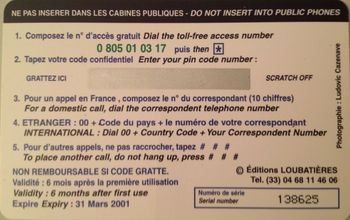 NE PAS INSERER DANS LES CABINES PUBLIQUES - DO NOT INSERT INTO PUBLIC PHONES
1. Composez le n° d'accès gratuit Dial the toll-free access number
0 805 01 03 17 puis then *
2. Tapez votre code confidentiel Enter your pin code number :
GRATTEZ ICI SCRATCH OFF
3. Pour un appel en France , composez le n° du correspondant (10 chiffres)
For a domestic call, dial the correspondent telephone number
4. ETRANGER : 00 + Code du pays + le numéro de votre correspondant
INTERNATIONAL : Dial 00 + Country Code + Your Correspondent Number
5. Pour d'autres appels, ne pas raccrocher, tapez # # #
To place another call, do not hang up, press # # #
NON REMBOURSABLE SI CODE GRATTE.
Validité : 6 mois après la première utilisation
Validity : 6 months after first use
Expire Expiry : 31 Mars 2001
© Éditions LOUBATIÈRES
Tel. (33) 04 68 11 46 06
Numéro de série
Serial number
138625
Photographie : Ludovic Cazenave